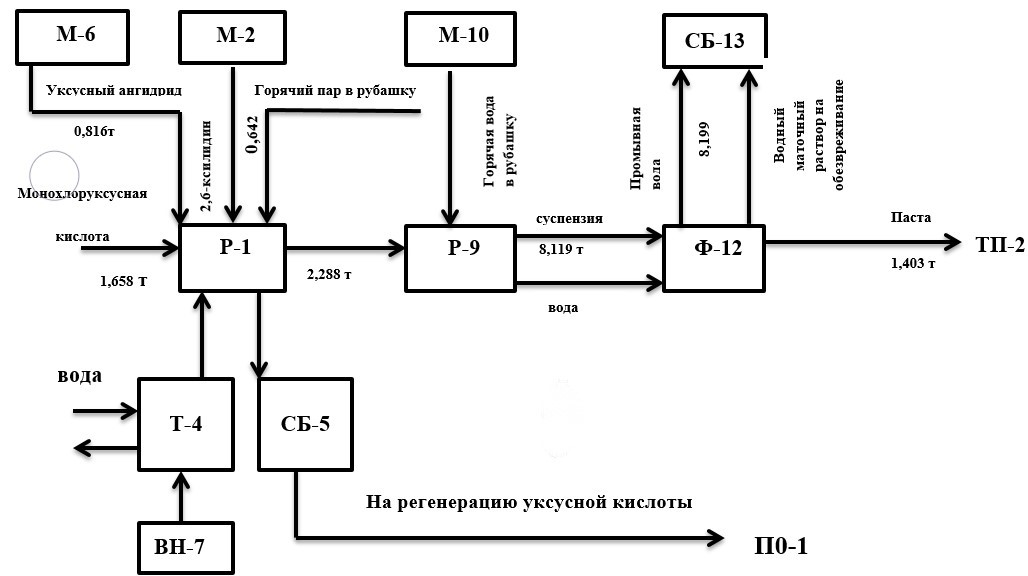 М-6
М-2
М-10
СБ-13
Уксусный ангидрид
Горячий пар в рубашку
0,816т
2,6-ксилидин
0,642
Горячая вода
в рубашку
Промывная
вода
8,199
Водный
маточный
раствор на
обезвреживание
Монохлоруксусная
кислота
1,658 т
Р-1
2,288 т
Р-9
суспензия
8,119 т
вода
Ф-12
Паста
1,403 т
ТП-2
вода
Т-4
СБ-5
На регенерацию уксусной кислоты
ВН-7
П0-1